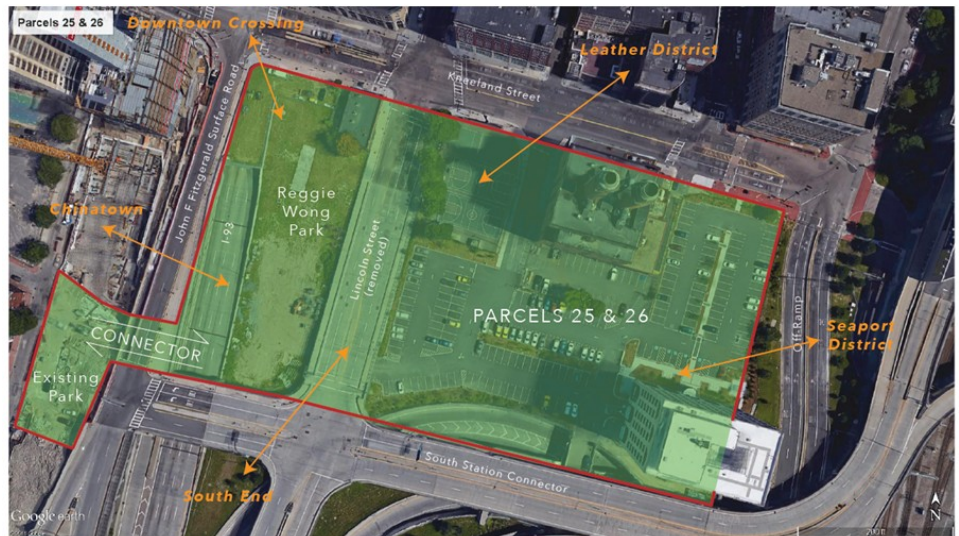 Parcels 25 & 26
Downtown Crossing
Leather District
Kneeland Street
John F Fitzgerald Surface Road
Chinatown
I-93
Reggie
Wong
Park
Lincoln Street
(removed)
PARCELS 25 & 26
Off-Ramp
Seaport
District
CONNECTOR
Existing
Park
South Station Connector
South End
Google earth
N